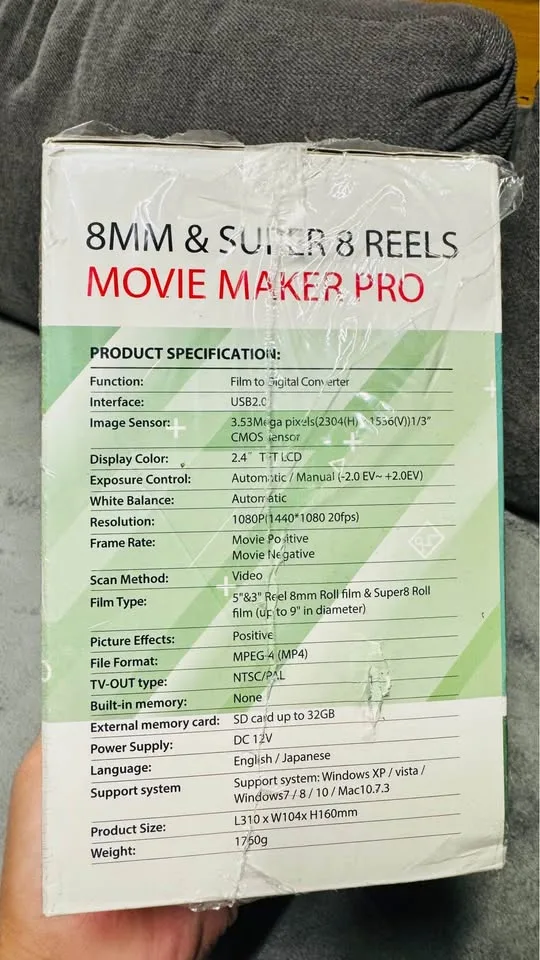 8MM & SUPER 8 REELS
MOVIE MAKER PRO
PRODUCT SPECIFICATION:
Function: Film to Digital Converter
Interface: USB2.0
Image Sensor: 3.53Mega pixels(2304(H) 1536(V))1/3"
CMOS sensor
Display Color: 2.4" TFT LCD
Exposure Control: Automatic / Manual (-2.0 EV~ +2.0EV)
White Balance: Automatic
Resolution: 1080P(1440*1080 20fps)
Frame Rate: Movie Positive
Movie Negative
Scan Method: Video
Film Type: 5"&3" Reel 8mm Roll film & Super8 Roll
film (up to 9" in diameter)
Picture Effects: Positive
File Format: MPEG-4 (MP4)
TV-OUT type: NTSC/PAL
Built-in memory: None
External memory card: SD card up to 32GB
Power Supply: DC 12V
Language: English / Japanese
Support system Support system: Windows XP / vista /
Windows7 / 8 / 10 / Mac10.7.3
Product Size: L310 x W104x H160mm
Weight: 1760g